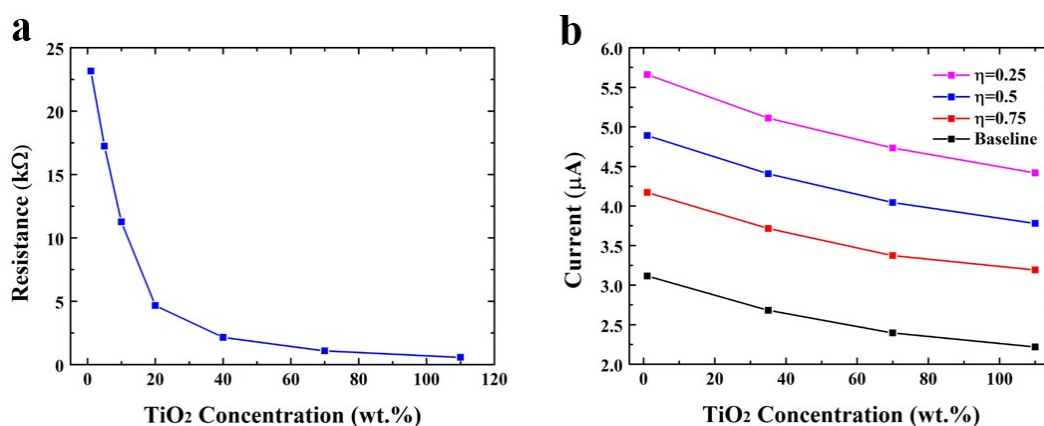 a
25
20
15
10
5
0
Resistance (kΩ)
0 20 40 60 80 100 120
TiO2 Concentration (wt.%)
b
6.0
5.5
5.0
4.5
4.0
3.5
3.0
2.5
2.0
Current (μA)
η=0.25
η=0.5
η=0.75
Baseline
0 20 40 60 80 100
TiO2 Concentration (wt.%)